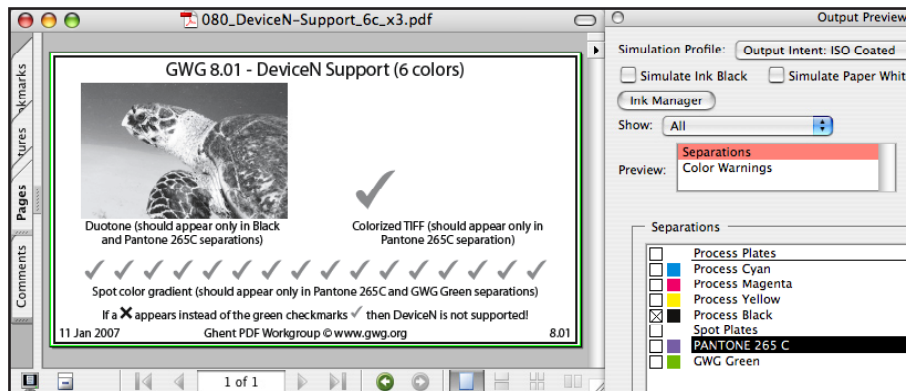 080_DeviceN-Support_6c_x3.pdf
GWG 8.01 - DeviceN Support (6 colors)
Duotone (should appear only in Black
and Pantone 265C separations)
Colorized TIFF (should appear only in
Pantone 265C separation)
Spot color gradient (should appear only in Pantone 265C and GWG Green separations)
If a X appears instead of the green checkmarks ✓ then DeviceN is not supported!
11 Jan 2007 Ghent PDF Workgroup © www.gwg.org 8.01
kmarks
tures
Pages
Comments
1 of 1
Output Preview
Simulation Profile: Output Intent: ISO Coated
Simulate Ink Black Simulate Paper Whit
Ink Manager
Show: All
Preview: Separations
Color Warnings
Separations
Process Plates
Process Cyan
Process Magenta
Process Yellow
Process Black
Spot Plates
PANTONE 265 C
GWG Green